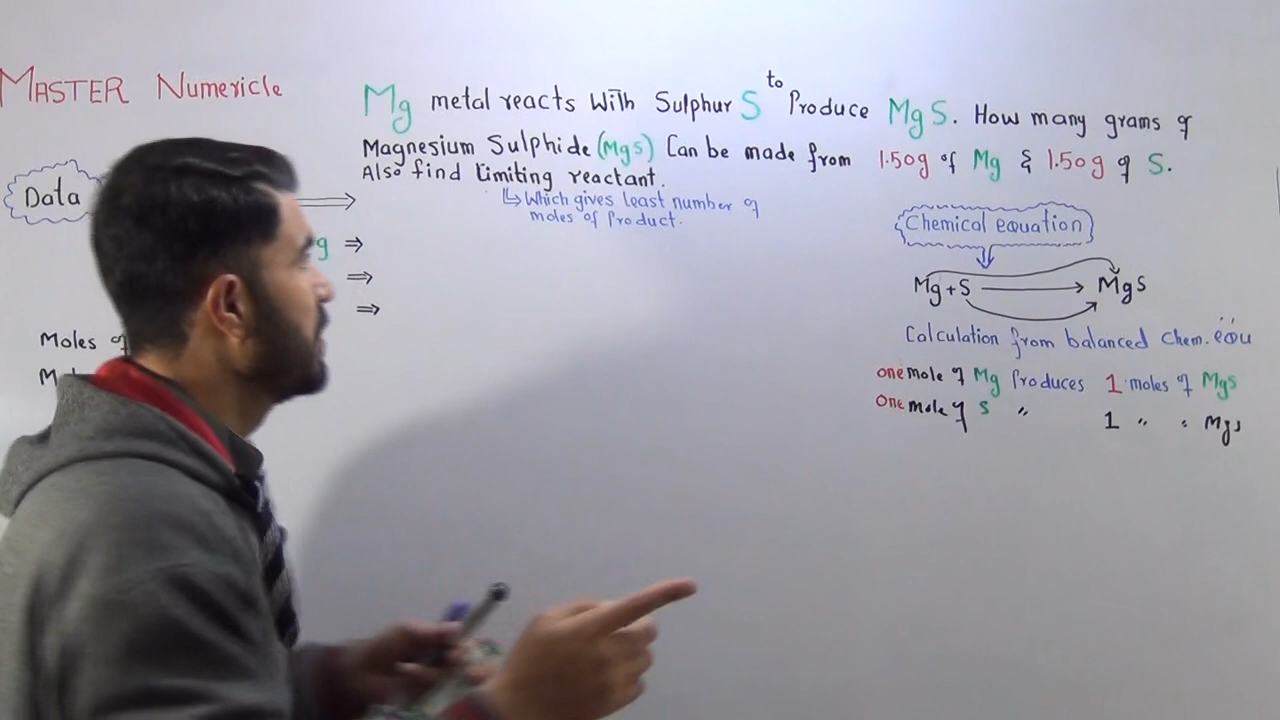 MASTER Numericle
Mg metal reacts With Sulphur S to Produce MgS. How many grams of
Magnesium Sulphide (MgS) Can be made from 1.50g of Mg & 1.50g of S.
Also find Limiting reactant.
↳ Which gives least number of
moles of Product.
Data
⇒
g ⇒
⇒
⇒
Moles of
Chemical equation
Mg + S → MgS
Calculation from balanced Chem. equ
one mole of Mg Produces 1 moles of MgS
One mole of S " 1 " " MgS